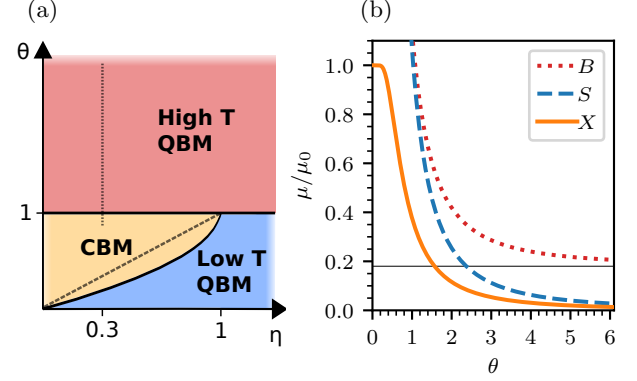 (a)
θ
High T
QBM
1
CBM
Low T
QBM
0.3
1
η
(b)
μ/μ0
1.0
0.8
0.6
0.4
0.2
0.0
B
S
X
0 1 2 3 4 5 6
θ